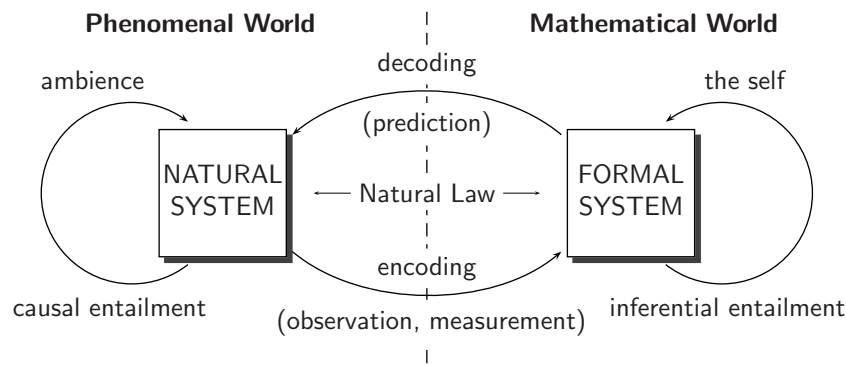 Phenomenal World
Mathematical World
decoding
ambience
the self
(prediction)
NATURAL
SYSTEM
Natural Law
FORMAL
SYSTEM
encoding
causal entailment
inferential entailment
(observation, measurement)